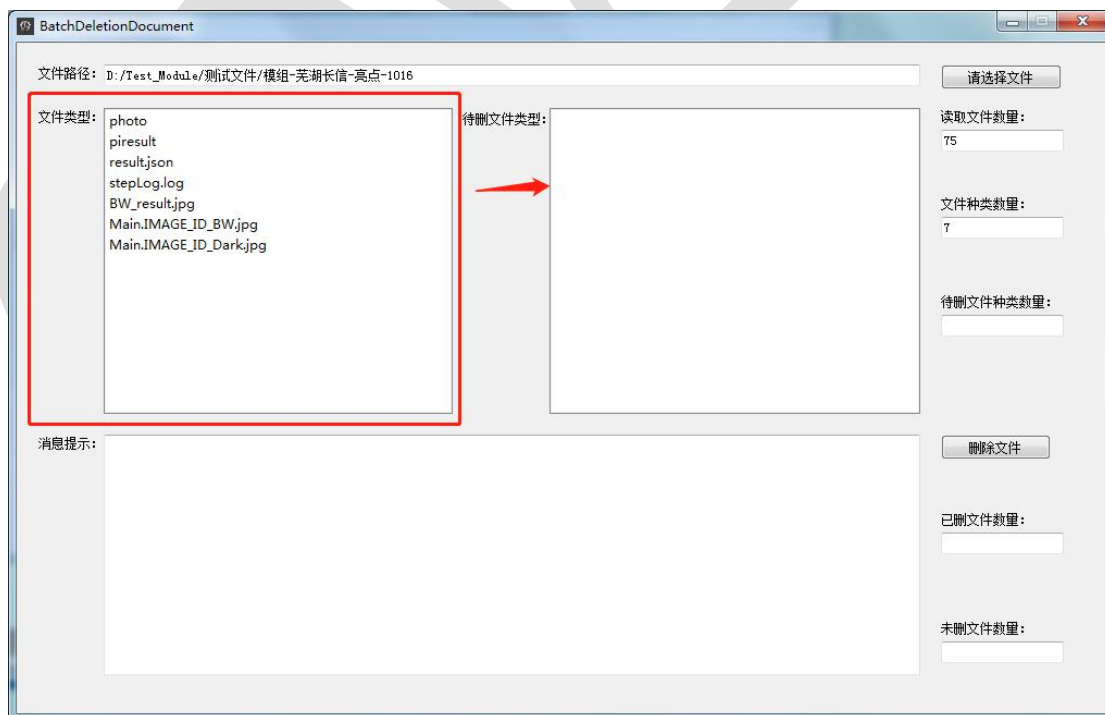 BatchDeletionDocument
文件路径: D:/Test_Module/测试文件/模组-芜湖长信-亮点-1016 请选择文件
文件类型: 待删文件类型: 读取文件数量:
photo
75
piresult
result.json
stepLog.log
BW_result.jpg 文件种类数量:
Main.IMAGE_ID_BW.jpg 7
Main.IMAGE_ID_Dark.jpg
待删文件种类数量:
消息提示: 删除文件
已删文件数量:
未删文件数量: